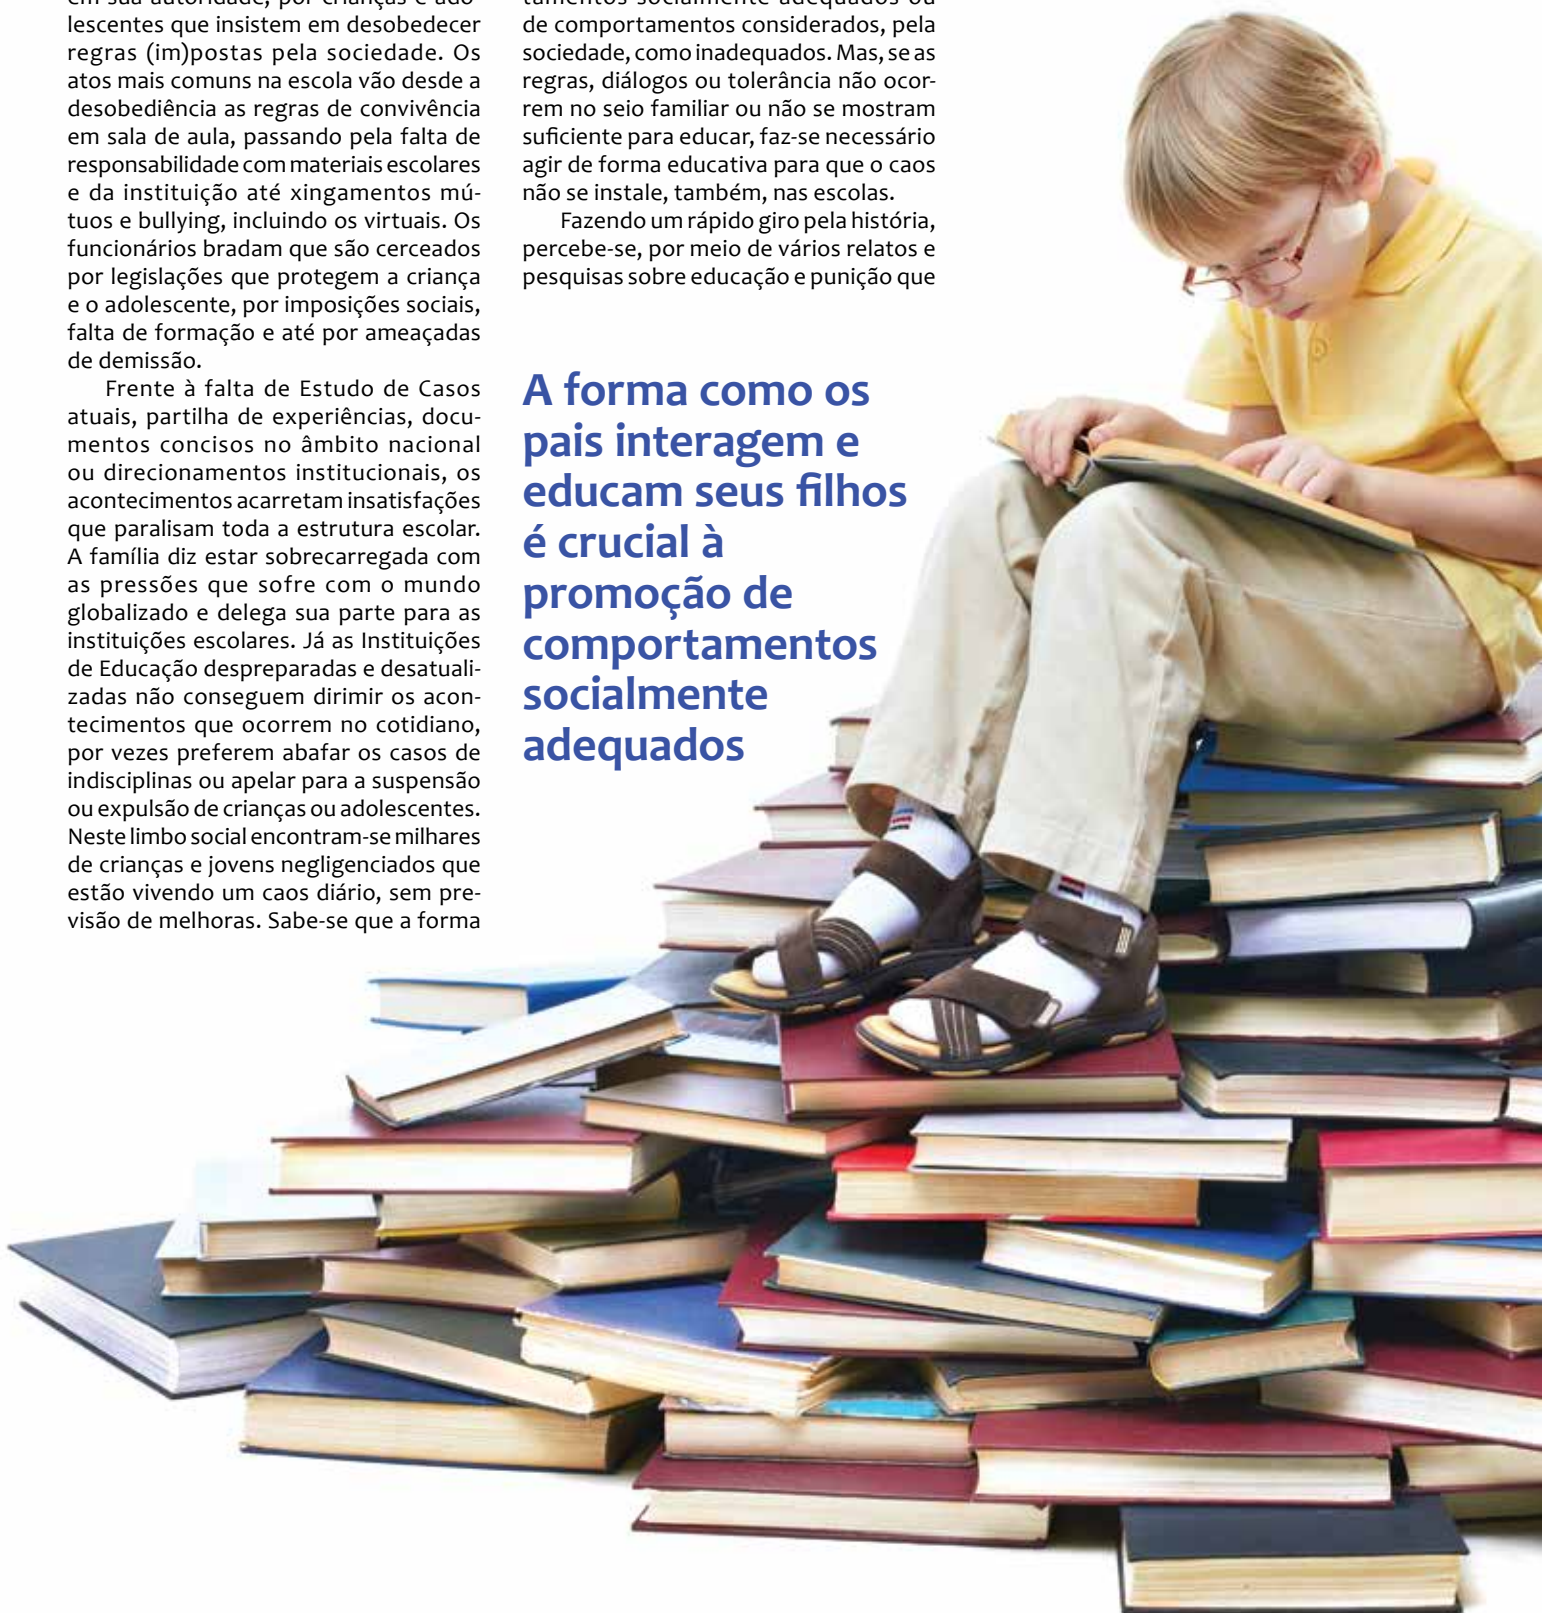 em sua autoridade, por crianças e ado-
lescentes que insistem em desobedecer
regras (im)postas pela sociedade. Os
atos mais comuns na escola vão desde a
desobediência as regras de convivência
em sala de aula, passando pela falta de
responsabilidade com materiais escolares
e da instituição até xingamentos mú-
tuos e bullying, incluindo os virtuais. Os
funcionários bradam que são cerceados
por legislações que protegem a criança
e o adolescente, por imposições sociais,
falta de formação e até por ameaçadas
de demissão.
Frente à falta de Estudo de Casos
atuais, partilha de experiências, docu-
mentos concisos no âmbito nacional
ou direcionamentos institucionais, os
acontecimentos acarretam insatisfações
que paralisam toda a estrutura escolar.
A família diz estar sobrecarregada com
as pressões que sofre com o mundo
globalizado e delega sua parte para as
instituições escolares. Já as Instituições
de Educação despreparadas e desatuali-
zadas não conseguem dirimir os acon-
tecimentos que ocorrem no cotidiano,
por vezes preferem abafar os casos de
indisciplinas ou apelar para a suspensão
ou expulsão de crianças ou adolescentes.
Neste limbo social encontram-se milhares
de crianças e jovens negligenciados que
estão vivendo um caos diário, sem pre-
visão de melhoras. Sabe-se que a forma
tamentos socialmente adequados ou
de comportamentos considerados, pela
sociedade, como inadequados. Mas, se as
regras, diálogos ou tolerância não ocor-
rem no seio familiar ou não se mostram
suficiente para educar, faz-se necessário
agir de forma educativa para que o caos
não se instale, também, nas escolas.
Fazendo um rápido giro pela história,
percebe-se, por meio de vários relatos e
pesquisas sobre educação e punição que
A forma como os
pais interagem e
educam seus filhos
é crucial à
promoção de
comportamentos
socialmente
adequados